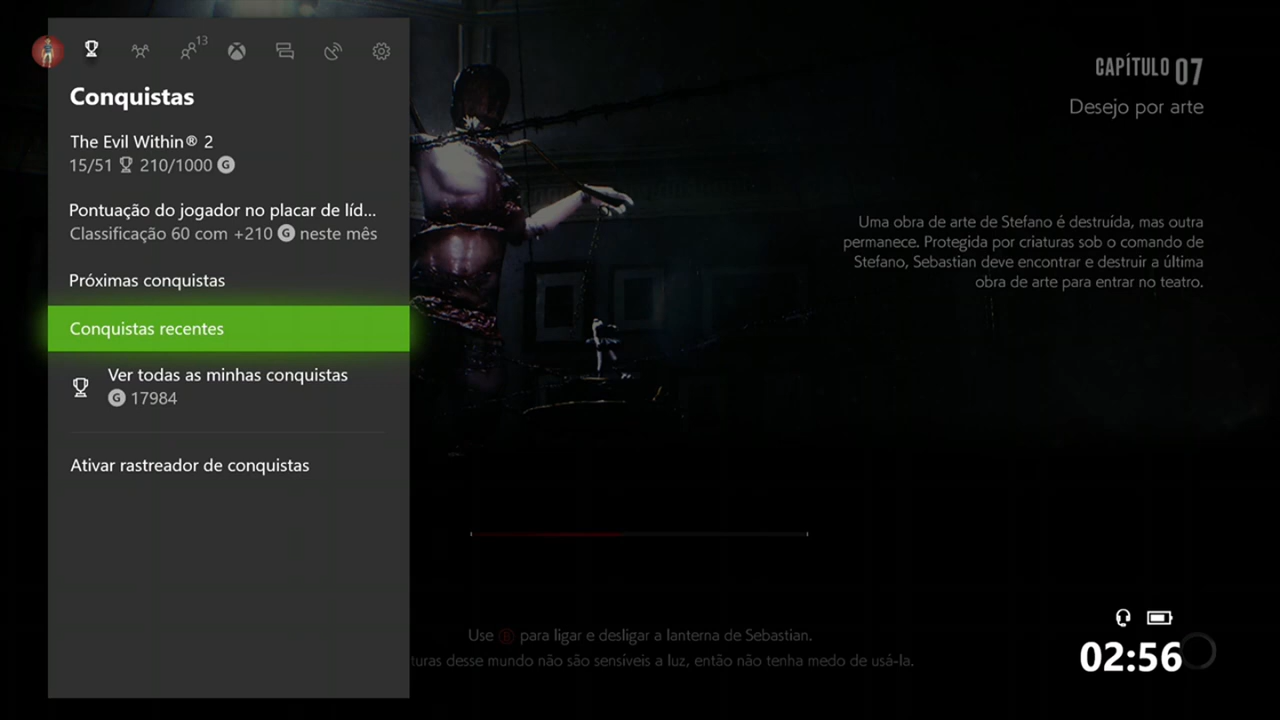 13
Conquistas
The Evil Within® 2
15/51 210/1000 G
Pontuação do jogador no placar de líd...
Classificação 60 com +210 G neste mês
Próximas conquistas
Conquistas recentes
Ver todas as minhas conquistas
G 17984
Ativar rastreador de conquistas
CAPÍTULO 07
Desejo por arte
Uma obra de arte de Stefano é destruída, mas outra
permanece. Protegida por criaturas sob o comando de
Stefano, Sebastian deve encontrar e destruir a última
obra de arte para entrar no teatro.
Use B para ligar e desligar a lanterna de Sebastian.
turas desse mundo não são sensíveis a luz, então não tenha medo de usá-la.
02:56